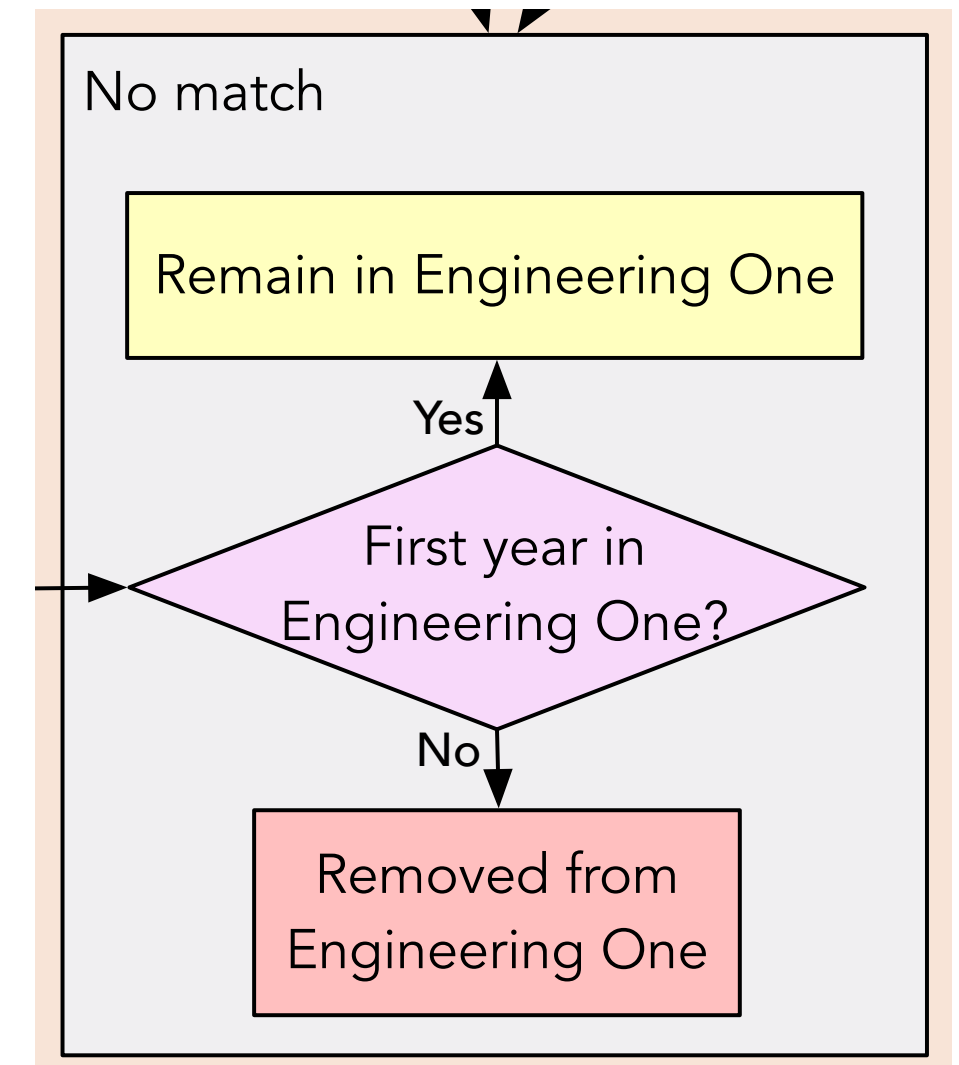 No match
Remain in Engineering One
Yes
First year in
Engineering One?
No
Removed from
Engineering One